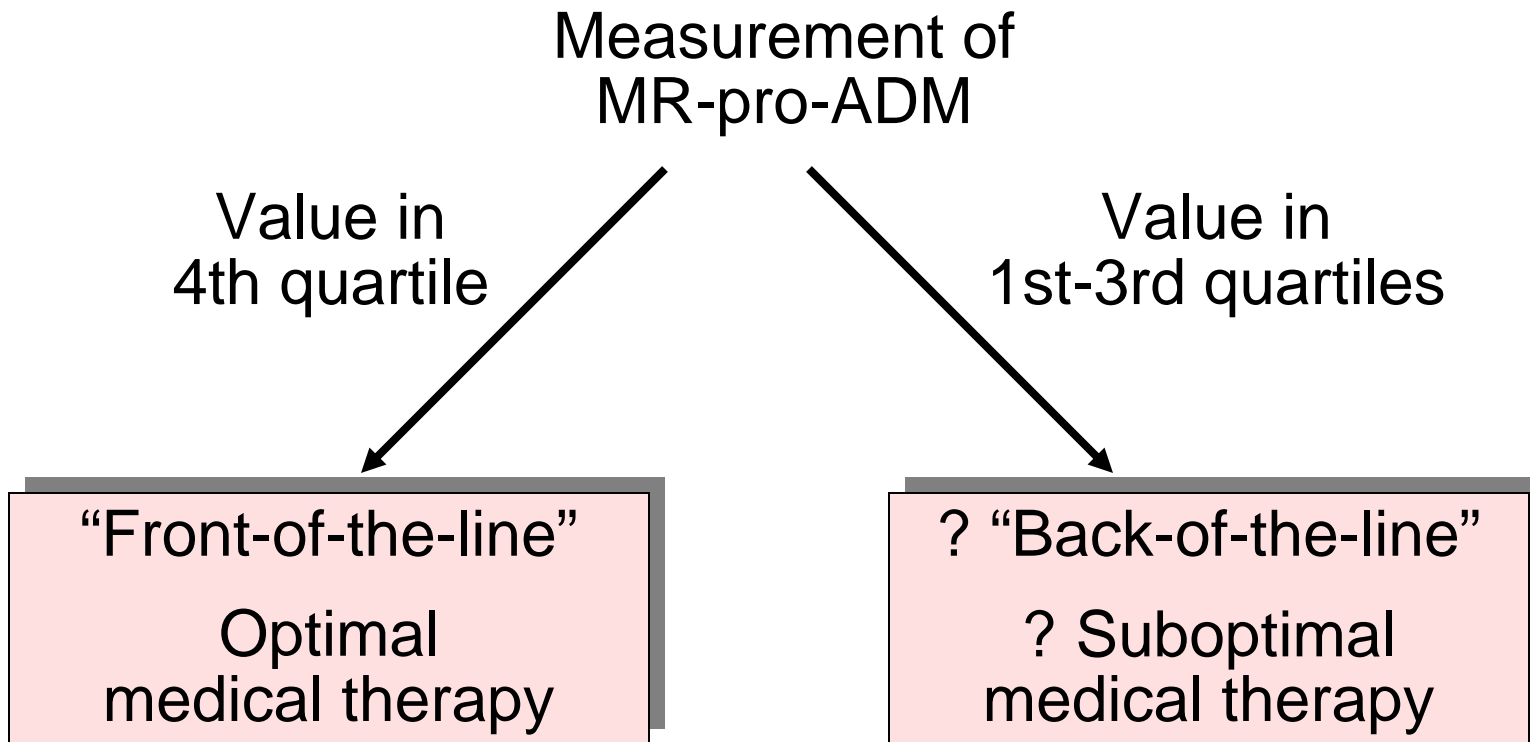 Measurement of
MR-pro-ADM
Value in
4th quartile
Value in
1st-3rd quartiles
“Front-of-the-line”
Optimal
medical therapy
? “Back-of-the-line”
? Suboptimal
medical therapy